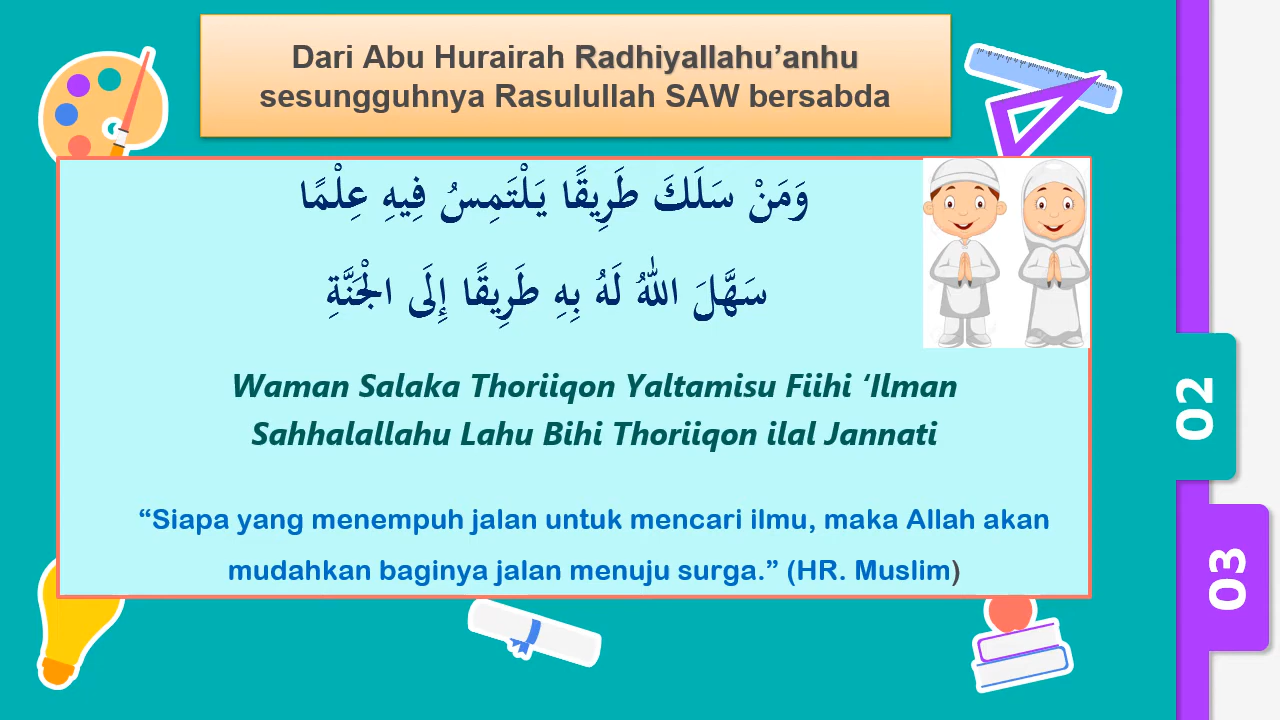 Dari Abu Hurairah Radhiyallahu’anhu
sesungguhnya Rasulullah SAW bersabda
وَمَنْ سَلَكَ طَرِيقًا يَلْتَمِسُ فِيهِ عِلْمًا
سَهَّلَ اللهُ لَهُ بِهِ طَرِيقًا إِلَى الْجَنَّةِ
Waman Salaka Thoriiqon Yaltamisu Fiihi ‘Ilman
Sahhalallahu Lahu Bihi Thoriiqon ilal Jannati
“Siapa yang menempuh jalan untuk mencari ilmu, maka Allah akan
mudahkan baginya jalan menuju surga.” (HR. Muslim)
02
03